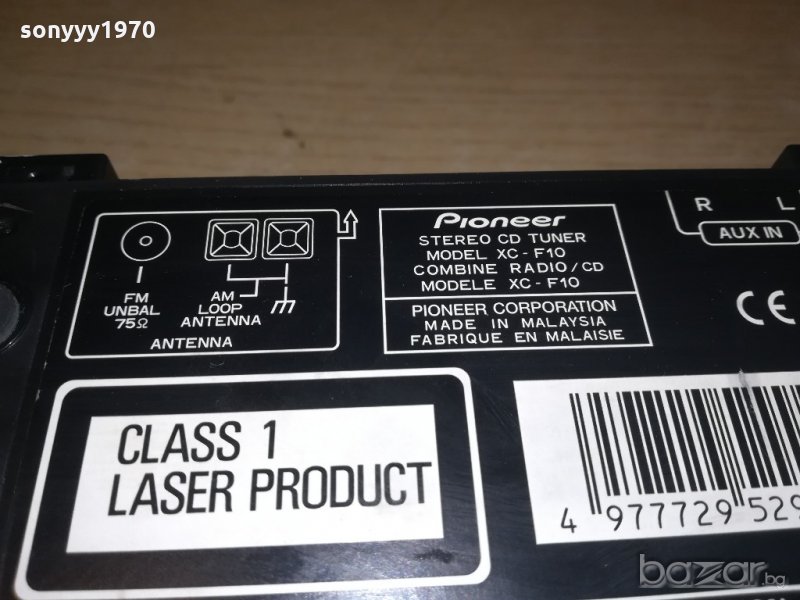 sonyyy1970
FM
UNBAL
75Ω
AM
LOOP
ANTENNA
ANTENNA
Pioneer
STEREO CD TUNER
MODEL XC-F10
COMBINE RADIO/CD
MODELE XC-F10
PIONEER CORPORATION
MADE IN MALAYSIA
FABRIQUE EN MALAISIE
R L
AUX IN
CE
CLASS 1
LASER PRODUCT
4 977729 529
bazar.bg